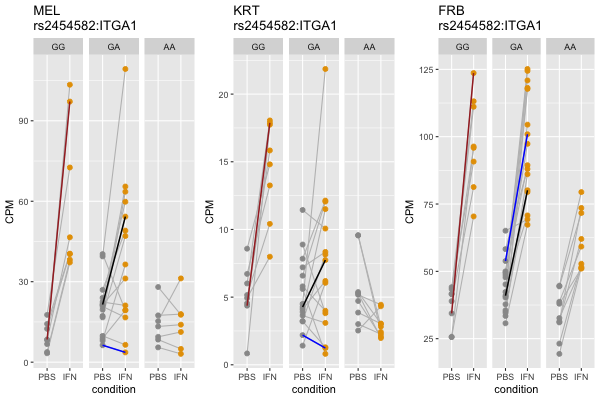 MEL
rs2454582:ITGA1
GG GA AA
CPM
90
60
30
0
PBS IFN PBS IFN PBS IFN
condition
KRT
rs2454582:ITGA1
GG GA AA
CPM
20
15
10
5
0
PBS IFN PBS IFN PBS IFN
condition
FRB
rs2454582:ITGA1
GG GA AA
CPM
125
100
75
50
25
PBS IFN PBS IFN PBS IFN
condition